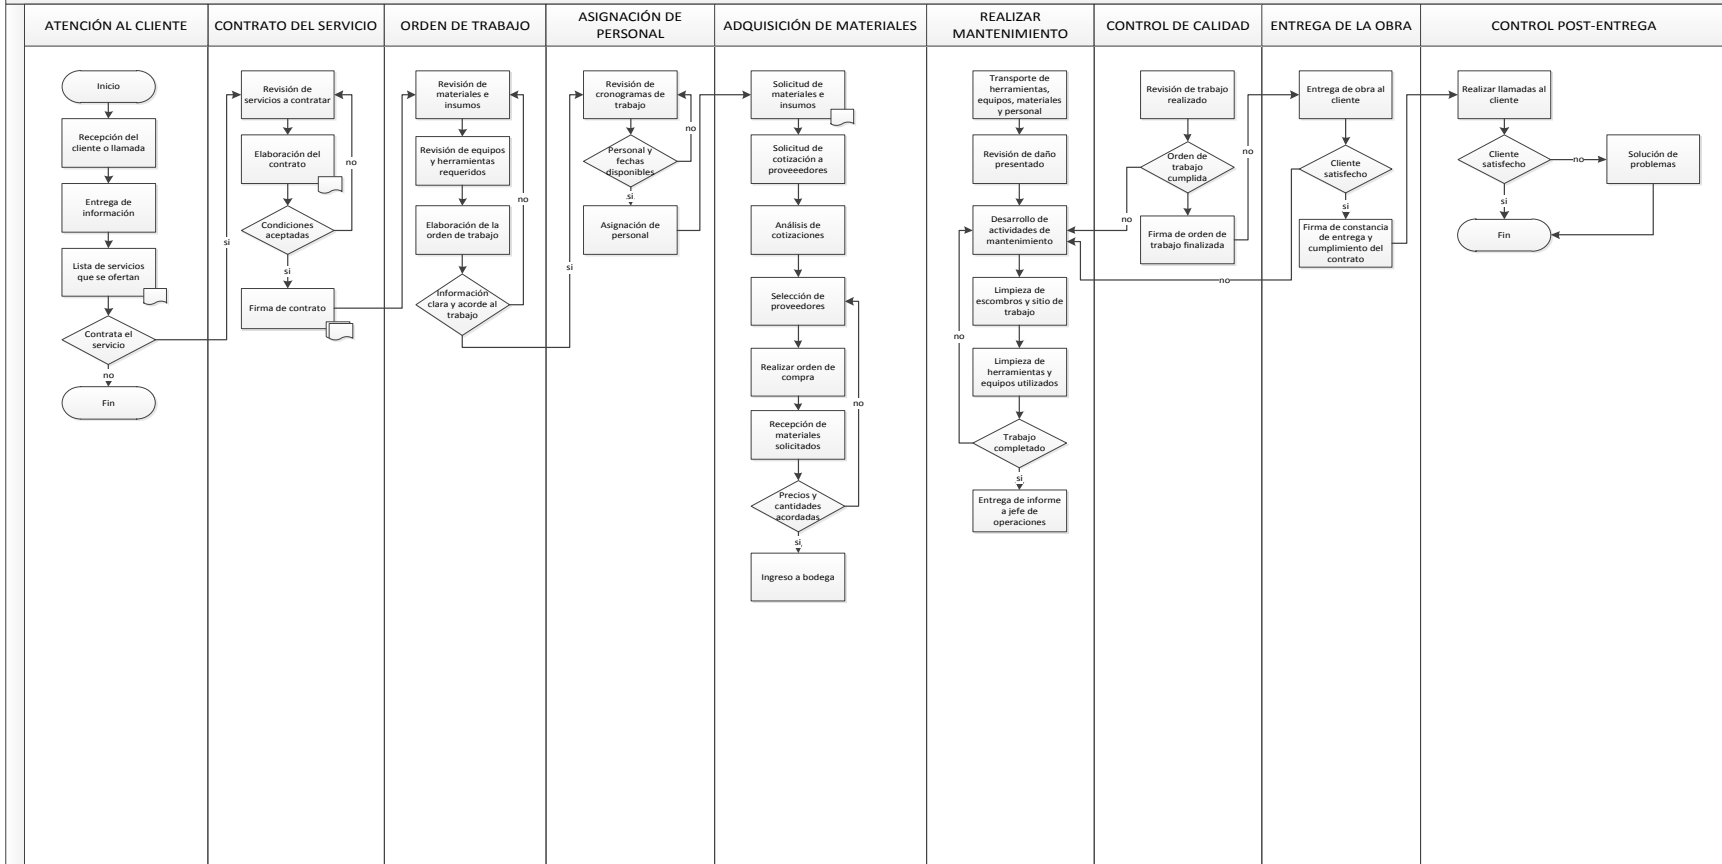 ATENCIÓN AL CLIENTE
CONTRATO DEL SERVICIO
ORDEN DE TRABAJO
ASIGNACIÓN DE
PERSONAL
ADQUISICIÓN DE MATERIALES
REALIZAR
MANTENIMIENTO
CONTROL DE CALIDAD
ENTREGA DE LA OBRA
CONTROL POST-ENTREGA
Inicio
Recepción del
cliente o llamada
Entrega de
información
Lista de servicios
que se ofertan
Contrata el
servicio
si
no
Fin
Revisión de
servicios a contratar
Elaboración del
contrato
no
Condiciones
aceptadas
si
Firma de contrato
Revisión de
materiales e
insumos
Revisión de equipos
y herramientas
requeridos
no
Elaboración de la
orden de trabajo
Información
clara y acorde al
trabajo
si
Revisión de
cronogramas de
trabajo
no
Personal y
fechas
disponibles
si
Asignación de
personal
Solicitud de
materiales e
insumos
Solicitud de
cotización a
proveeedores
Análisis de
cotizaciones
Selección de
proveedores
Realizar orden de
compra
no
Recepción de
materiales
solicitados
Precios y
cantidades
acordadas
si
Ingreso a bodega
Transporte de
herramientas,
equipos, materiales
y personal
Revisión de daño
presentado
Desarrollo de
actividades de
mantenimiento
Limpieza de
escombros y sitio de
trabajo
no
Limpieza de
herramientas y
equipos utilizados
Trabajo
completado
si
Entrega de informe
a jefe de
operaciones
Revisión de trabajo
realizado
Orden de
trabajo
cumplida
no
no
Firma de orden de
trabajo finalizada
Entrega de obra al
cliente
Cliente
satisfecho
si
no
Firma de constancia
de entrega y
cumplimiento del
contrato
Realizar llamadas al
cliente
Cliente
satisfecho
no
Solución de
problemas
si
Fin